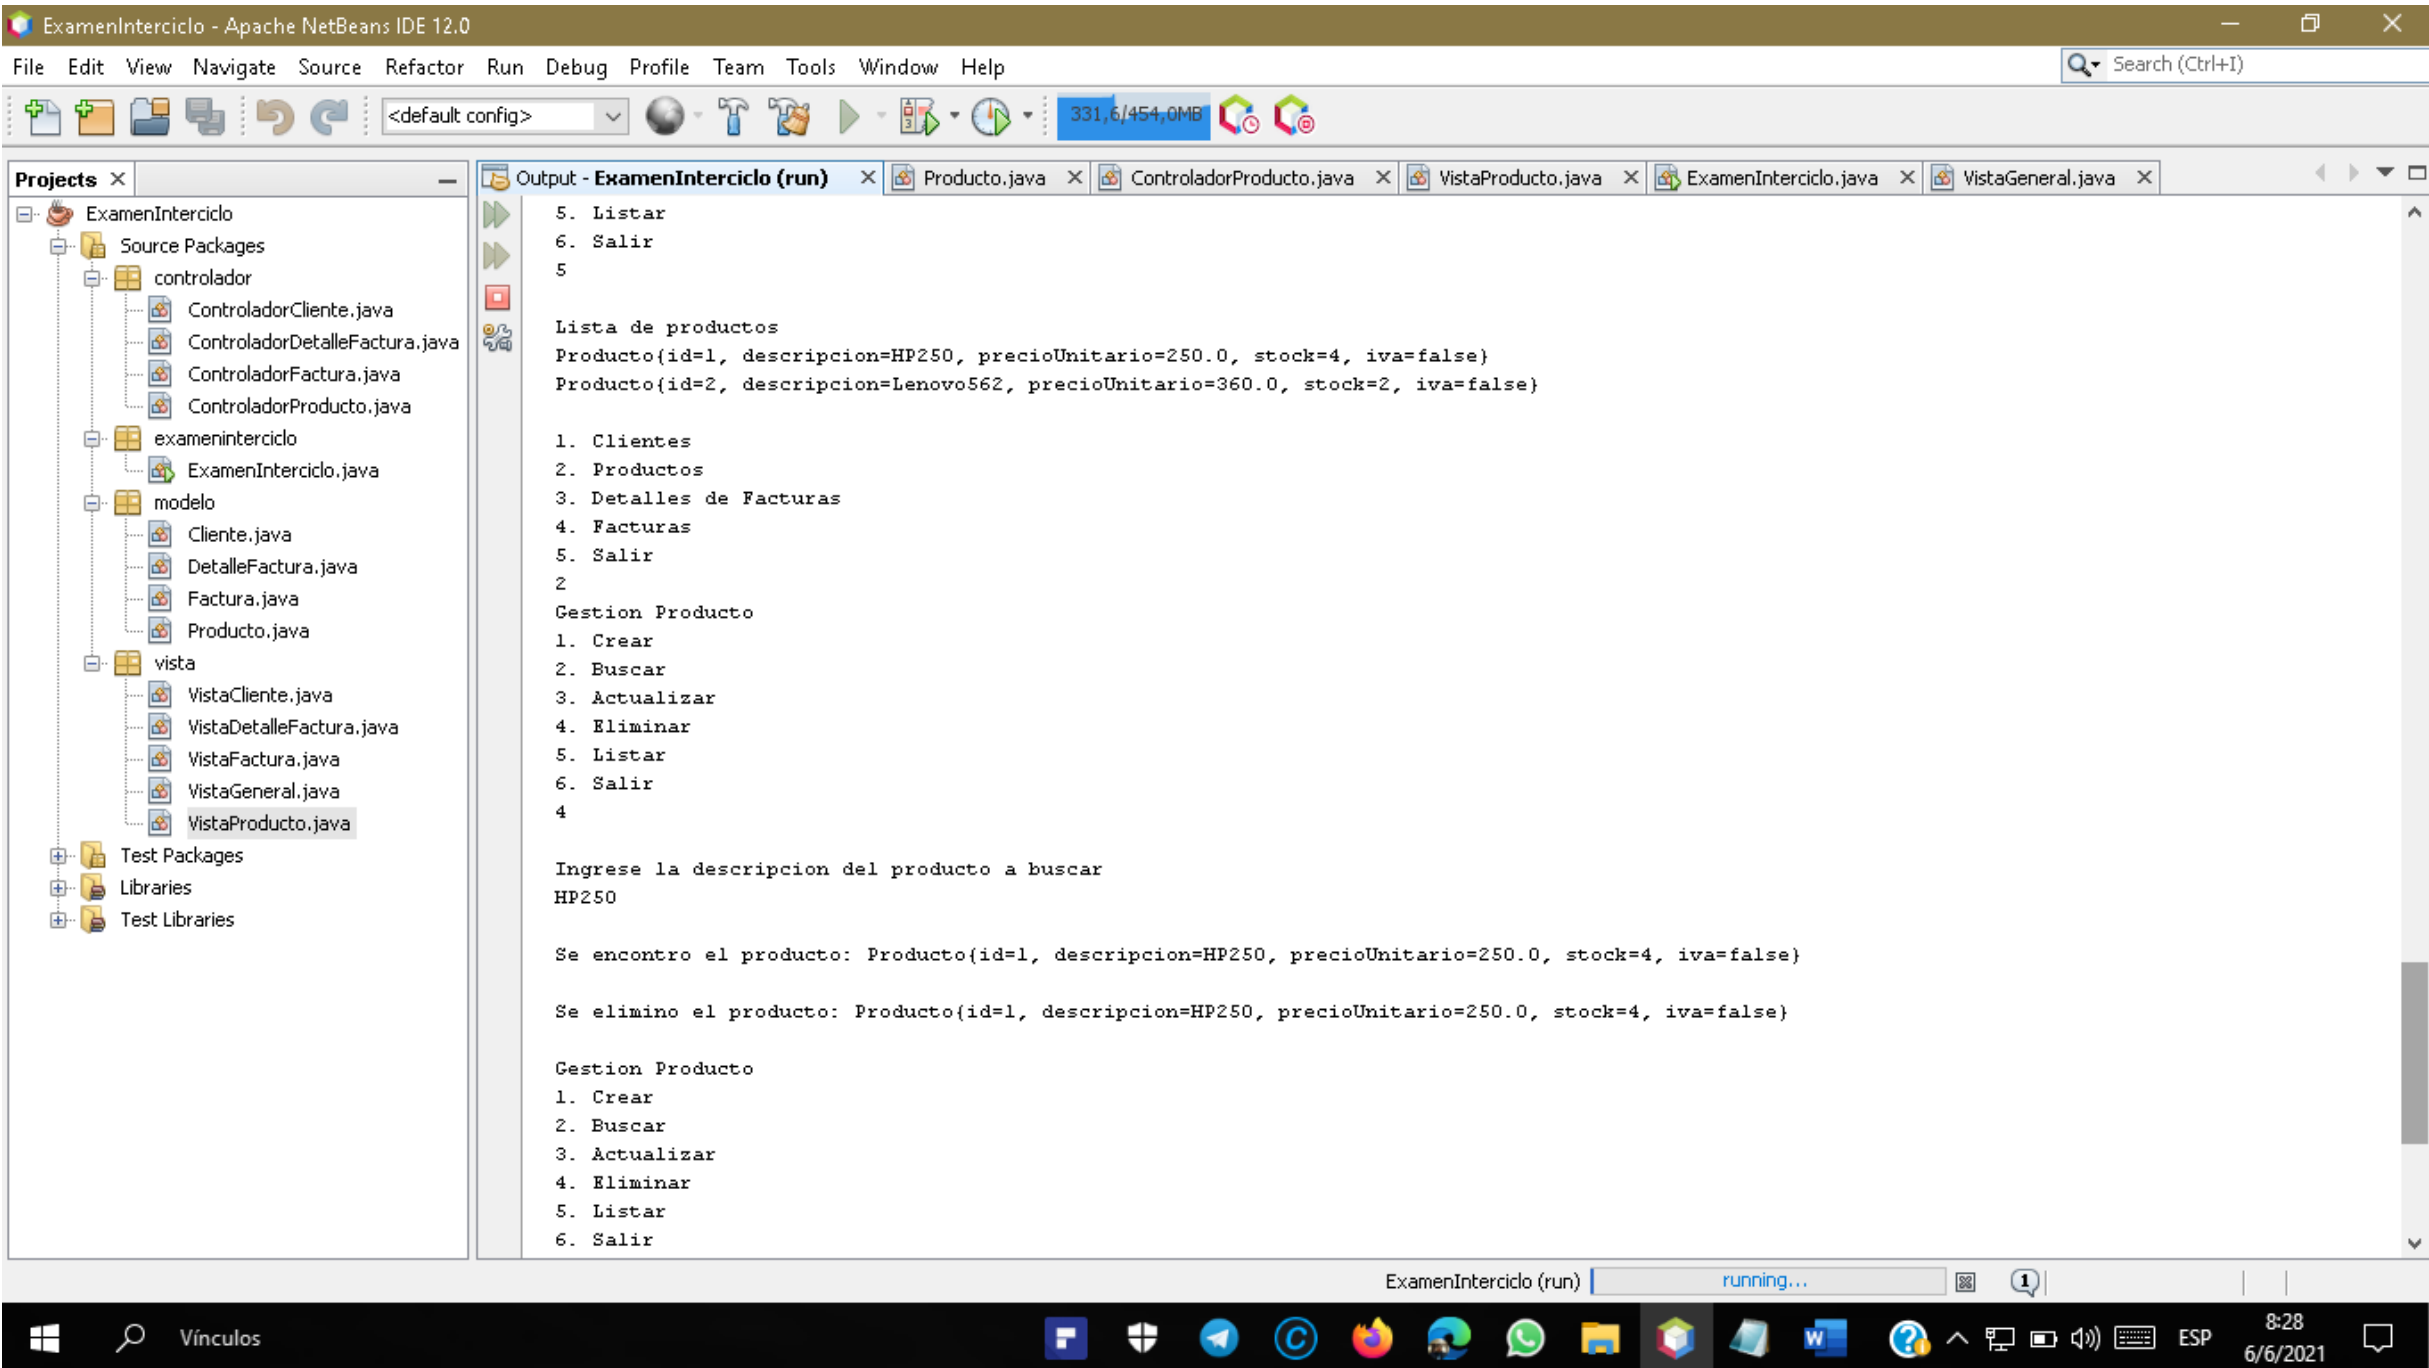 ExamenInterciclo - Apache NetBeans IDE 12.0
File Edit View Navigate Source Refactor Run Debug Profile Team Tools Window Help
Search (Ctrl+I)
<default config>
331,6/454,0MB
Projects
ExamenInterciclo
Source Packages
controlador
ControladorCliente.java
ControladorDetalleFactura.java
ControladorFactura.java
ControladorProducto.java
exameninterciclo
ExamenInterciclo.java
modelo
Cliente.java
DetalleFactura.java
Factura.java
Producto.java
vista
VistaCliente.java
VistaDetalleFactura.java
VistaFactura.java
VistaGeneral.java
VistaProducto.java
Test Packages
Libraries
Test Libraries
Output - ExamenInterciclo (run) Producto.java ControladorProducto.java VistaProducto.java ExamenInterciclo.java VistaGeneral.java
5. Listar
6. Salir
5
Lista de productos
Producto{id=1, descripcion=HP250, precioUnitario=250.0, stock=4, iva=false}
Producto{id=2, descripcion=Lenovo562, precioUnitario=360.0, stock=2, iva=false}
1. Clientes
2. Productos
3. Detalles de Facturas
4. Facturas
5. Salir
2
Gestion Producto
1. Crear
2. Buscar
3. Actualizar
4. Eliminar
5. Listar
6. Salir
4
Ingrese la descripcion del producto a buscar
HP250
Se encontro el producto: Producto{id=1, descripcion=HP250, precioUnitario=250.0, stock=4, iva=false}
Se elimino el producto: Producto{id=1, descripcion=HP250, precioUnitario=250.0, stock=4, iva=false}
Gestion Producto
1. Crear
2. Buscar
3. Actualizar
4. Eliminar
5. Listar
6. Salir
ExamenInterciclo (run) running... 1
Vínculos
ESP
8:28
6/6/2021